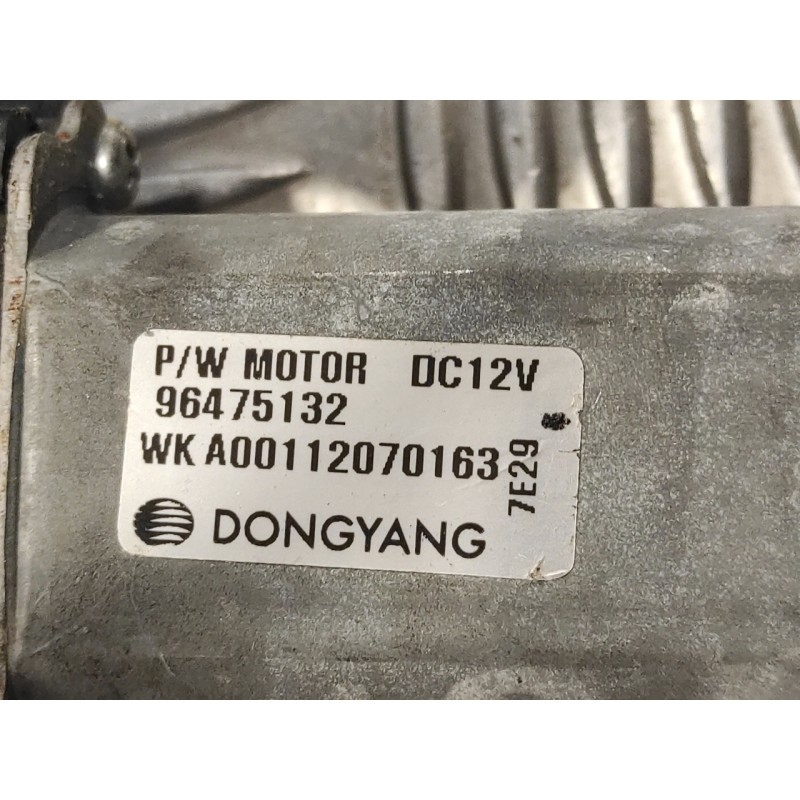 P/W MOTOR DC12V
96475132
WK A00112070163
7E29
DONGYANG